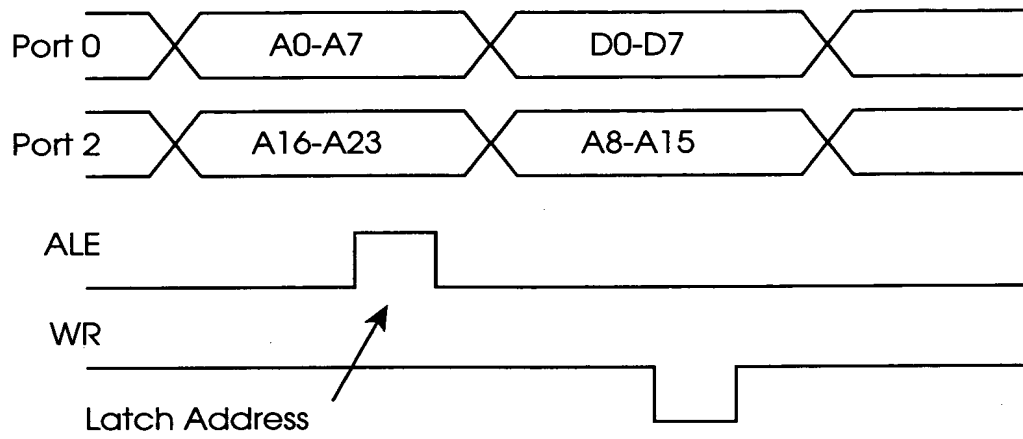 Port 0 A0-A7 D0-D7
Port 2 A16-A23 A8-A15
ALE
WR
Latch Address